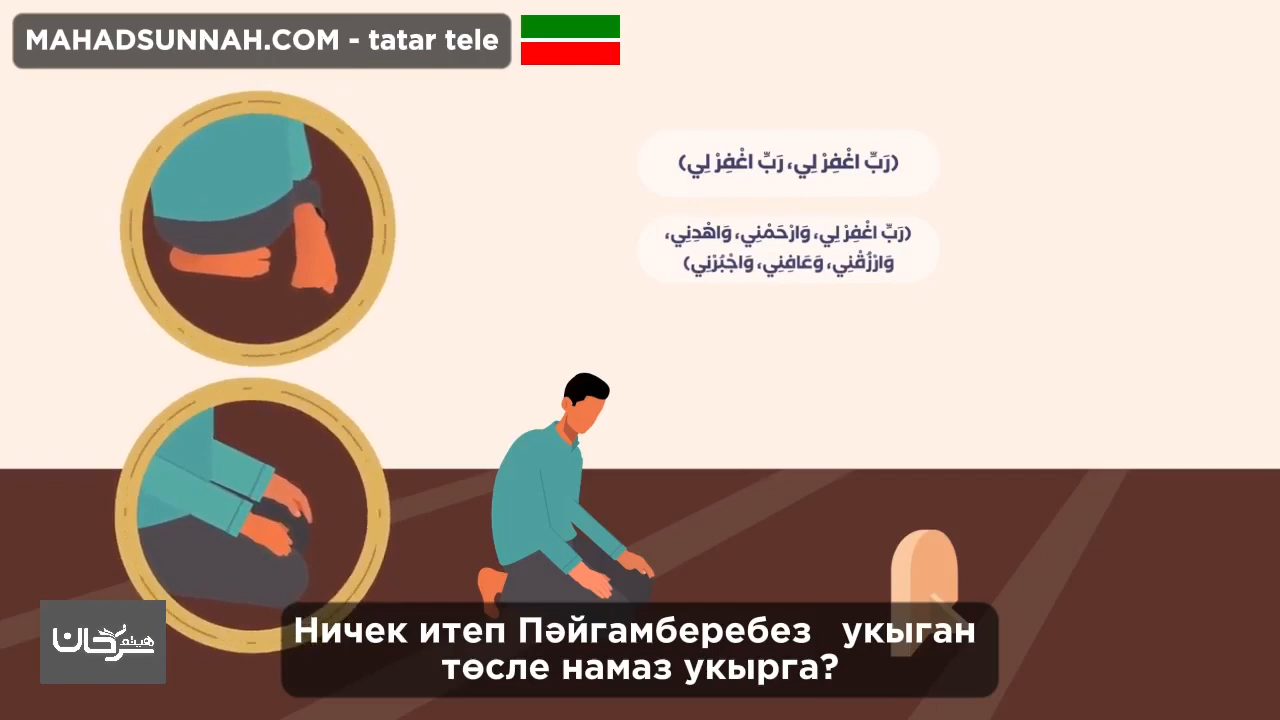 MAHADSUNNAH.COM - tatar tele
(رَبِّ اغْفِرْ لِي، رَبِّ اغْفِرْ لِي)
(رَبِّ اغْفِرْ لِي، وَارْحَمْنِي، وَاهْدِنِي،
وَارْزُقْنِي، وَعَافِنِي، وَاجْبُرْنِي)
Ничек итеп Пәйгамберебез укыган
төсле намаз укырга?